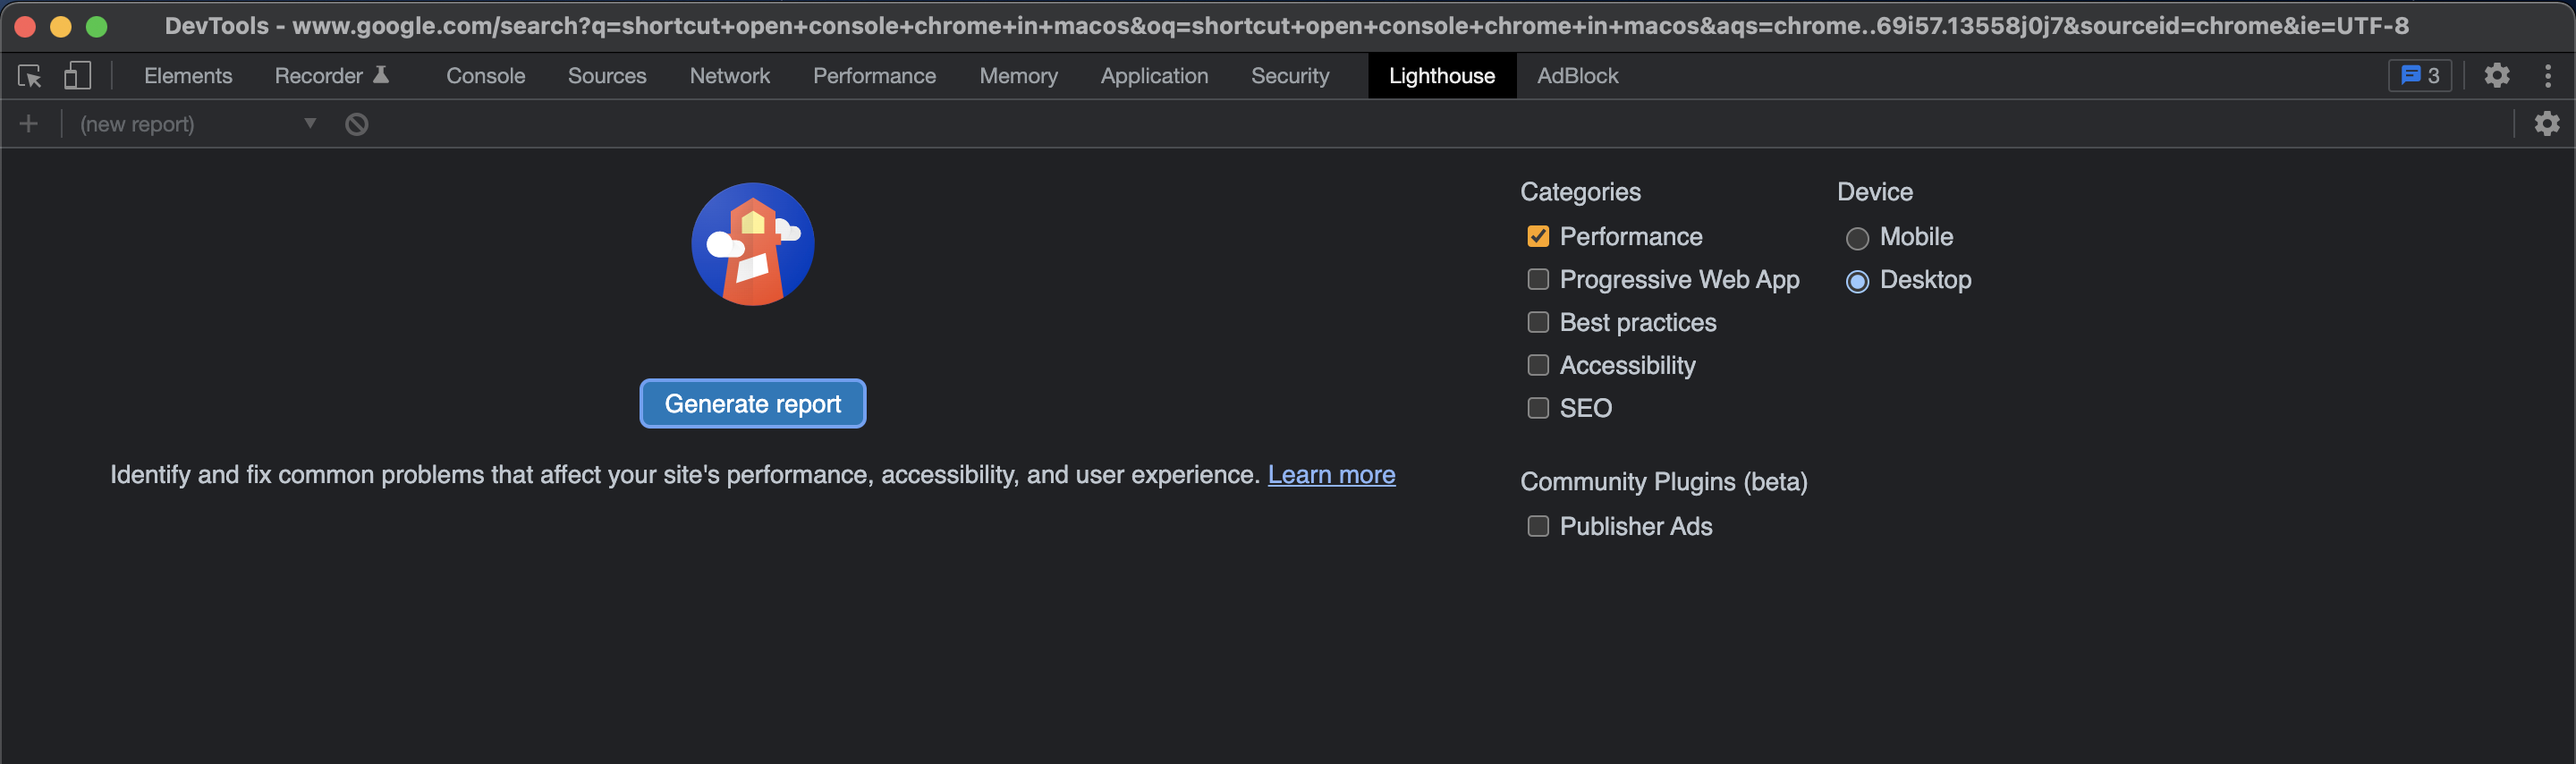 DevTools - www.google.com/search?q=shortcut+open+console+chrome+in+macos&oq=shortcut+open+console+chrome+in+macos&aqs=chrome..69i57.13558j0j7&sourceid=chrome&ie=UTF-8
Elements Recorder Console Sources Network Performance Memory Application Security Lighthouse AdBlock 3
+ (new report)
Categories
Performance
Progressive Web App
Best practices
Accessibility
SEO
Community Plugins (beta)
Publisher Ads
Device
Mobile
Desktop
Generate report
Identify and fix common problems that affect your site's performance, accessibility, and user experience. Learn more